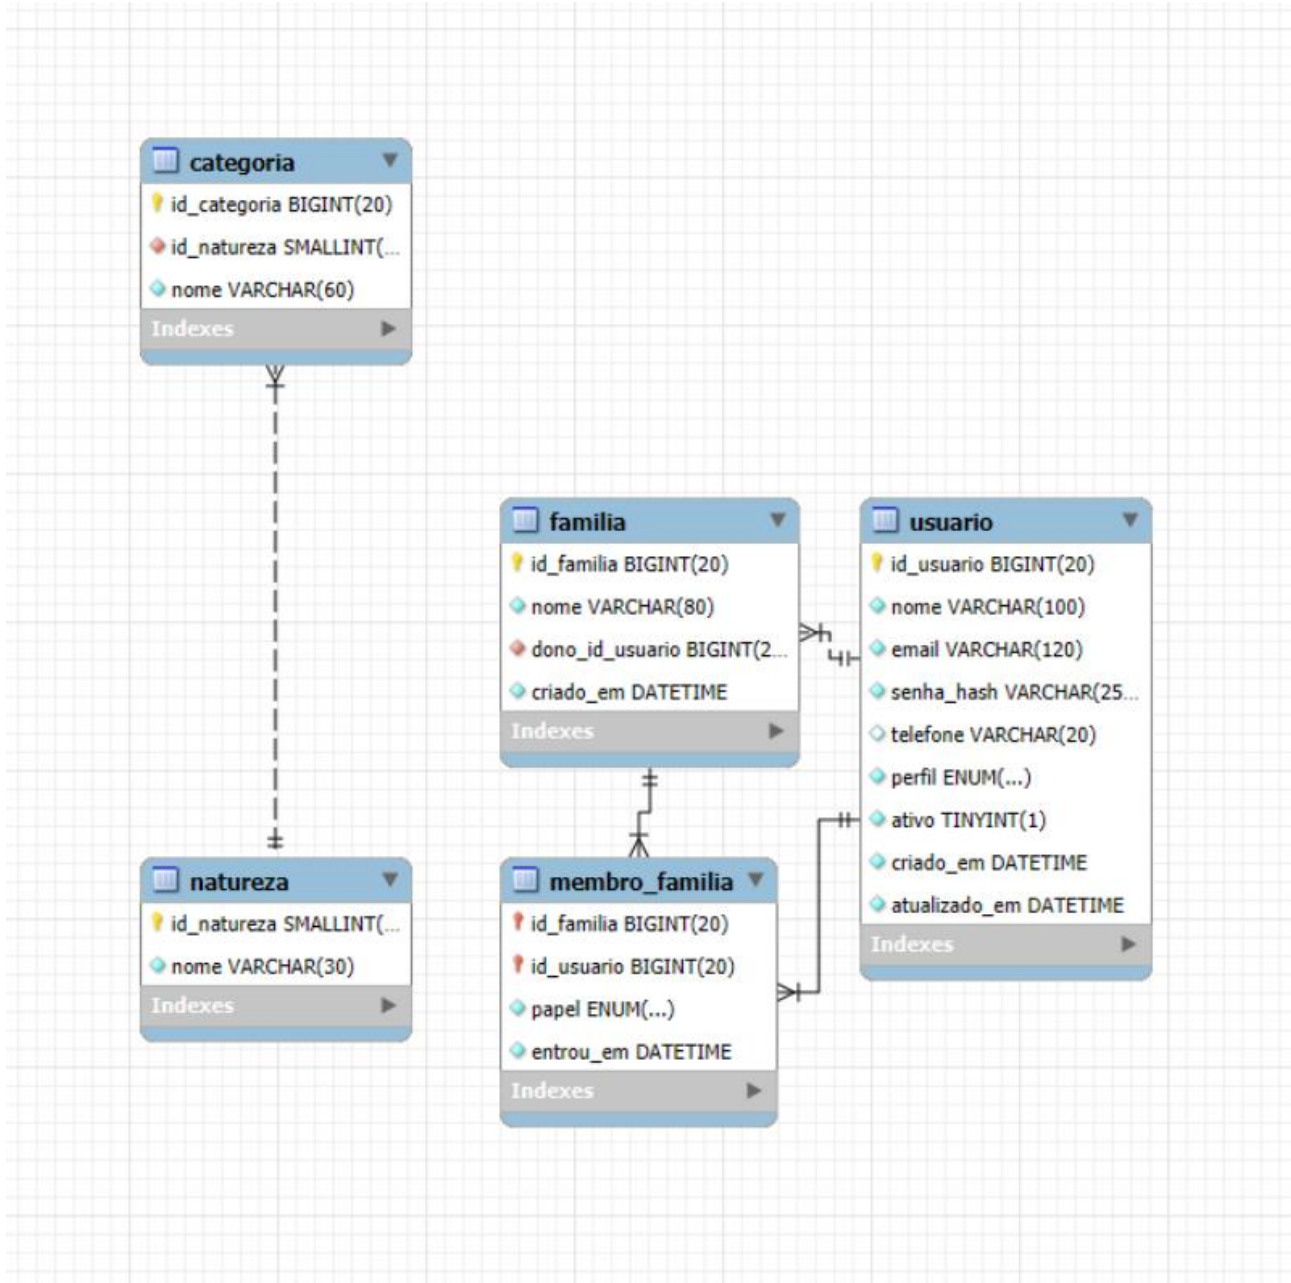 categoria
id_categoria BIGINT(20)
id_natureza SMALLINT(...
nome VARCHAR(60)
Indexes
familia
id_familia BIGINT(20)
nome VARCHAR(80)
dono_id_usuario BIGINT(2...
criado_em DATETIME
Indexes
usuario
id_usuario BIGINT(20)
nome VARCHAR(100)
email VARCHAR(120)
senha_hash VARCHAR(25...
telefone VARCHAR(20)
perfil ENUM(...)
ativo TINYINT(1)
criado_em DATETIME
atualizado_em DATETIME
Indexes
natureza
id_natureza SMALLINT(...
nome VARCHAR(30)
Indexes
membro_familia
id_familia BIGINT(20)
id_usuario BIGINT(20)
papel ENUM(...)
entrou_em DATETIME
Indexes